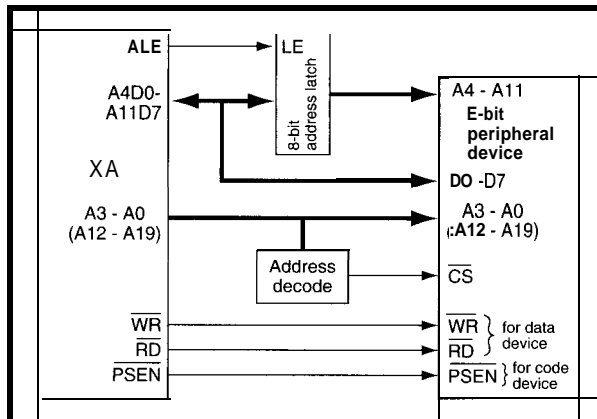 ALE
LE
A4D0-
A11D7
8-bit
address latch
A4 - A11
E-bit
peripheral
device
XA
DO -D7
A3 - A0
(A12 - A19)
A3 - A0
(:A12 - A19)
Address
decode
CS
WR
WR
for data
device
RD
RD
PSEN
PSEN
for code
device